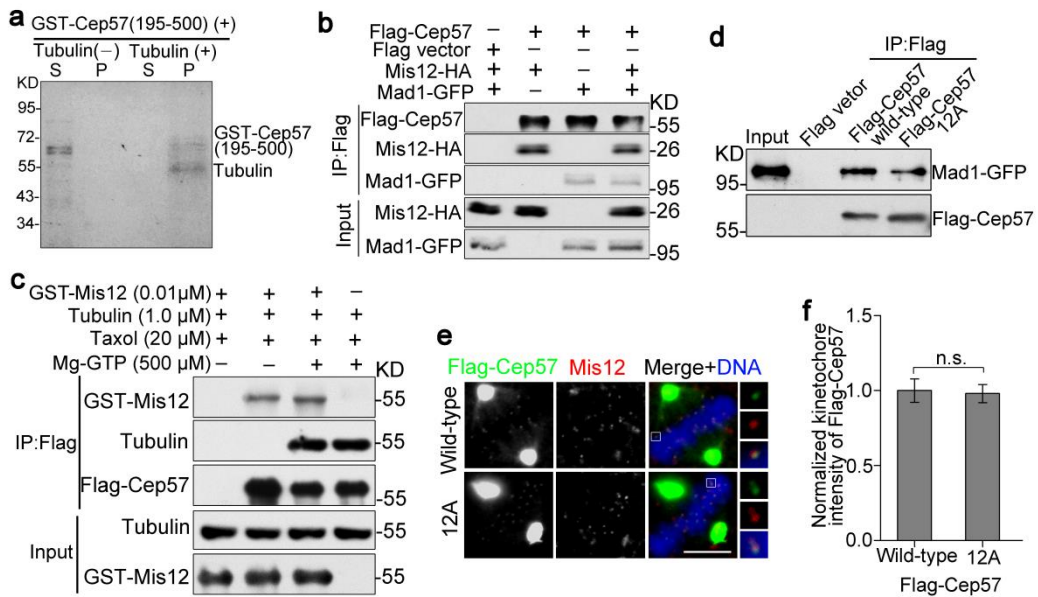 a
GST-Cep57(195-500) (+)
Tubulin(−) Tubulin (+)
S P S P
KD
95-
72-
55-
43-
34-
GST-Cep57
(195-500)
Tubulin
b
Flag-Cep57 − + + +
Flag vector + − − −
Mis12-HA + + − +
Mad1-GFP + − + +
KD
IP:Flag
Flag-Cep57 -55
Mis12-HA -26
Mad1-GFP -95
Input
Mis12-HA -26
Mad1-GFP -95
c
GST-Mis12 (0.01μM) + + + −
Tubulin (1.0 μM) + + + +
Taxol (20 μM) + + + +
Mg-GTP (500 μM) − − + +
KD
IP:Flag
GST-Mis12 -55
Tubulin -55
Flag-Cep57 -55
Input
Tubulin -55
GST-Mis12 -55
d
IP:Flag
Input
Flag vetor
Flag-Cep57
wild-type
Flag-Cep57
12A
KD
95- Mad1-GFP
55- Flag-Cep57
e
Flag-Cep57 Mis12 Merge+DNA
Wild-type
12A
f
Normalized kinetochore
intensity of Flag-Cep57
1.5
1.0
0.5
0.0
n.s.
Wild-type 12A
Flag-Cep57